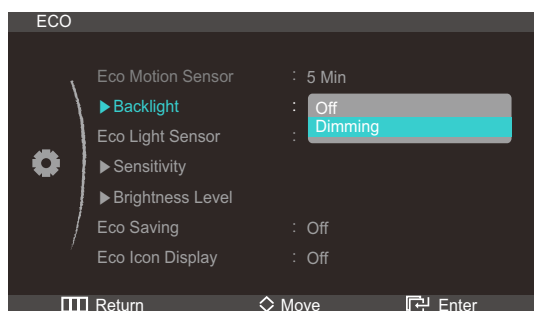 ECO
Eco Motion Sensor : 5 Min
▶Backlight : Off
Dimming
Eco Light Sensor :
▶Sensitivity
▶Brightness Level
Eco Saving : Off
Eco Icon Display : Off
Return Move Enter